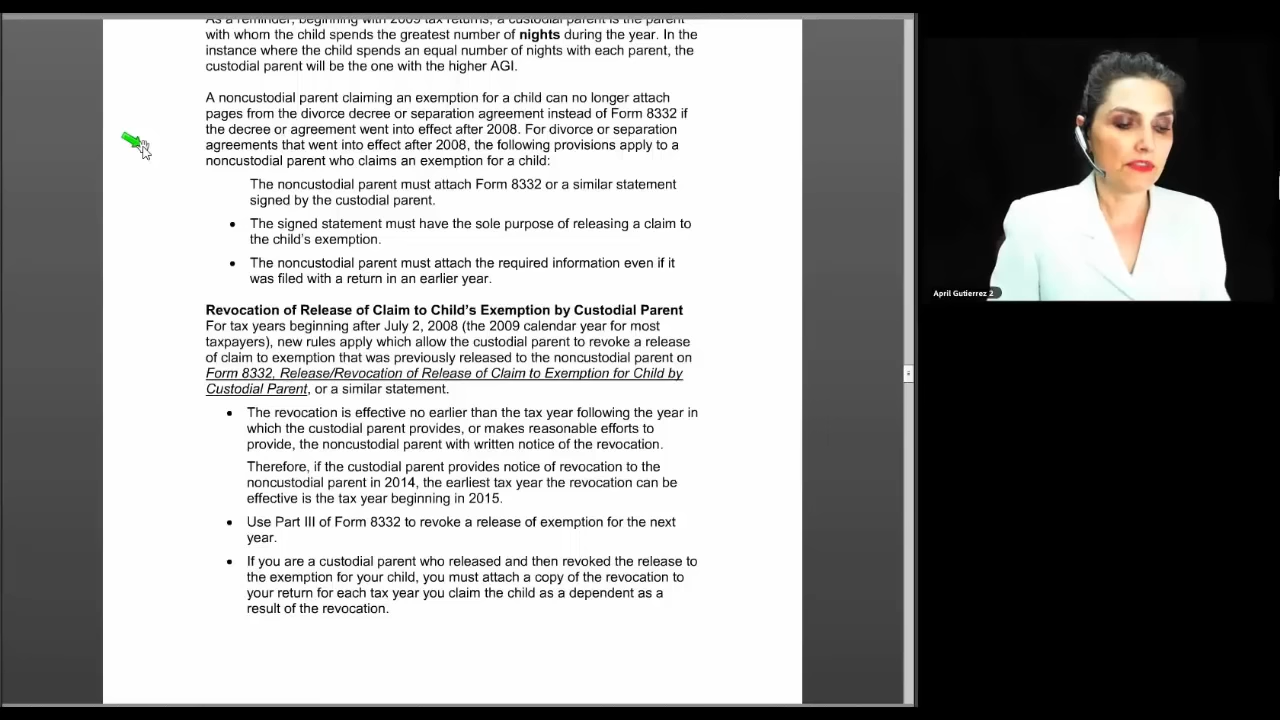 As a reminder, beginning with 2009 tax returns, a custodial parent is the parent
with whom the child spends the greatest number of nights during the year. In the
instance where the child spends an equal number of nights with each parent, the
custodial parent will be the one with the higher AGI.
A noncustodial parent claiming an exemption for a child can no longer attach
pages from the divorce decree or separation agreement instead of Form 8332 if
the decree or agreement went into effect after 2008. For divorce or separation
agreements that went into effect after 2008, the following provisions apply to a
noncustodial parent who claims an exemption for a child:
The noncustodial parent must attach Form 8332 or a similar statement
signed by the custodial parent.
• The signed statement must have the sole purpose of releasing a claim to
the child's exemption.
• The noncustodial parent must attach the required information even if it
was filed with a return in an earlier year.
Revocation of Release of Claim to Child's Exemption by Custodial Parent
For tax years beginning after July 2, 2008 (the 2009 calendar year for most
taxpayers), new rules apply which allow the custodial parent to revoke a release
of claim to exemption that was previously released to the noncustodial parent on
Form 8332, Release/Revocation of Release of Claim to Exemption for Child by
Custodial Parent, or a similar statement.
• The revocation is effective no earlier than the tax year following the year in
which the custodial parent provides, or makes reasonable efforts to
provide, the noncustodial parent with written notice of the revocation.
Therefore, if the custodial parent provides notice of revocation to the
noncustodial parent in 2014, the earliest tax year the revocation can be
effective is the tax year beginning in 2015.
• Use Part III of Form 8332 to revoke a release of exemption for the next
year.
• If you are a custodial parent who released and then revoked the release to
the exemption for your child, you must attach a copy of the revocation to
your return for each tax year you claim the child as a dependent as a
result of the revocation.
April Gutierrez 2